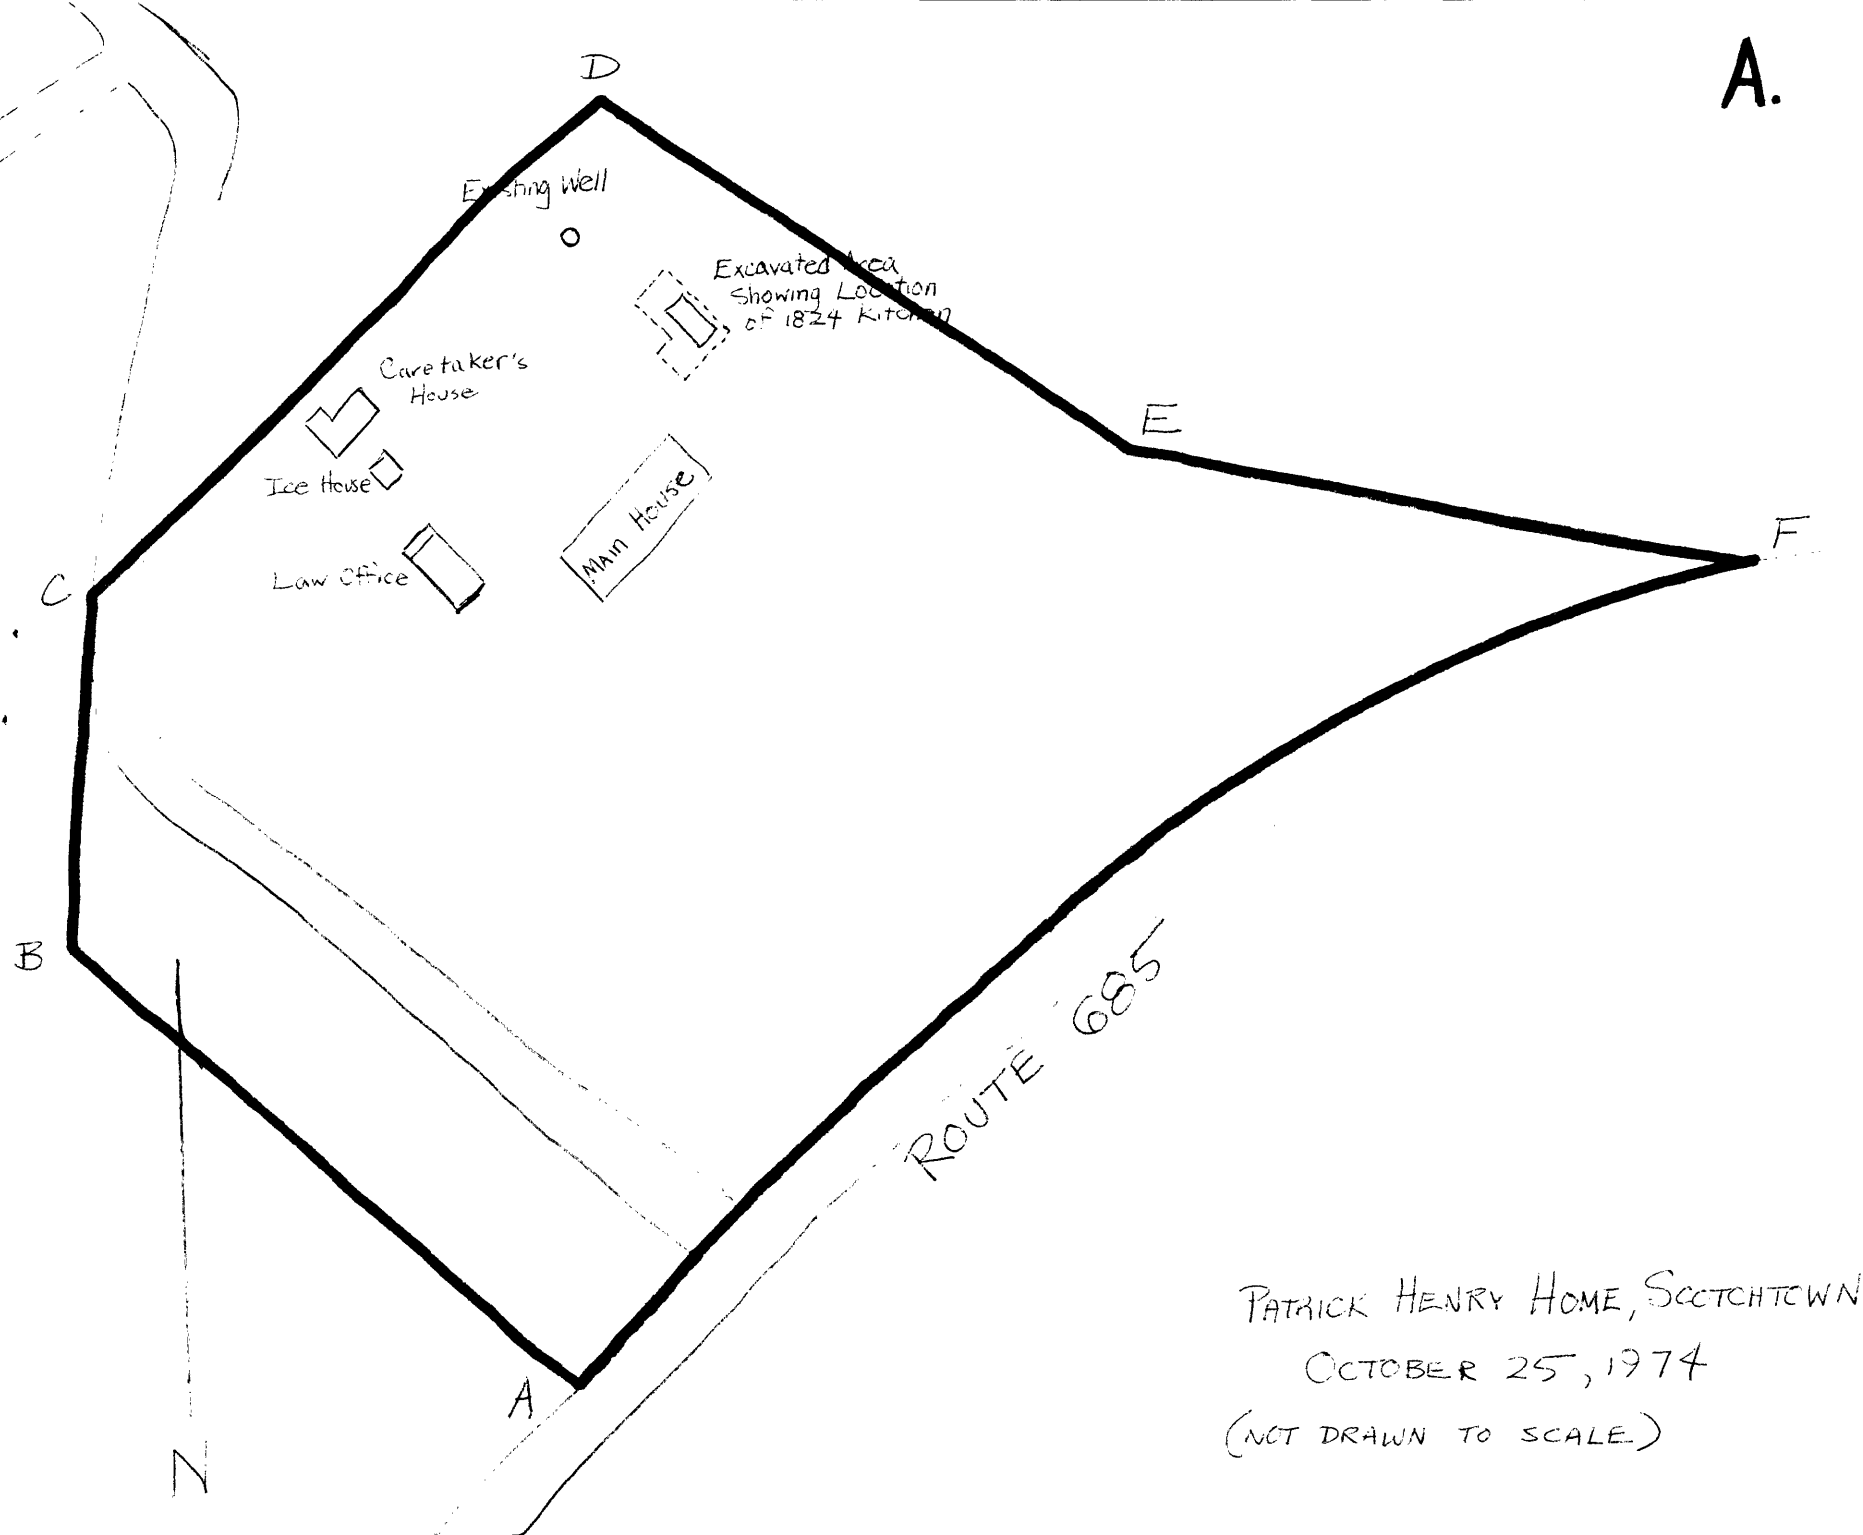 A.
D
Existing Well
Excavated Area
Showing Location
of 1824 Kitchen
Caretaker's
House
E
Ice House
Main House
F
Law Office
C
B
ROUTE 685
PATRICK HENRY HOME, SCOTCHTOWN
OCTOBER 25, 1974
A
(NOT DRAWN TO SCALE)
N